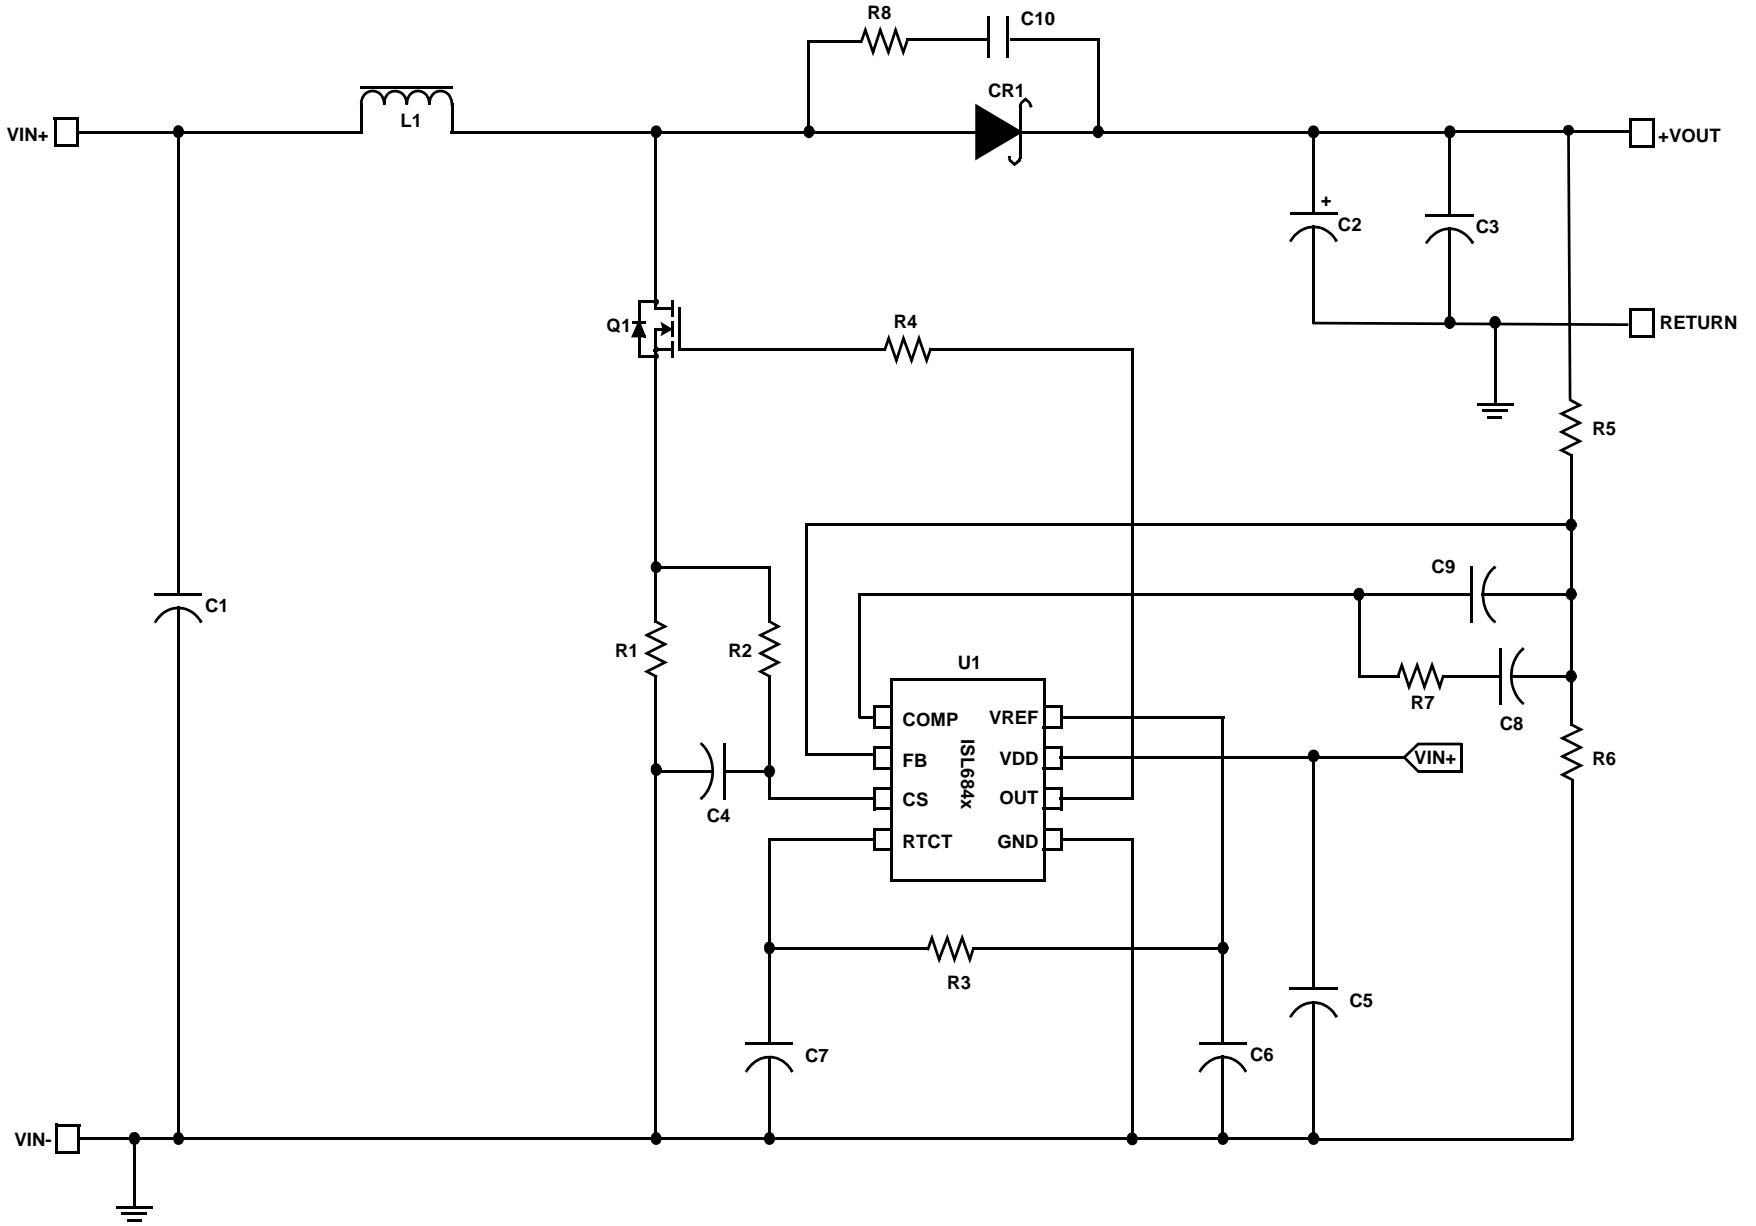 R8
C10
CR1
VIN+
L1
+VOUT
+
C2
C3
Q1
R4
RETURN
R5
C9
C1
R1
R2
U1
R7
C8
COMP
VREF
FB
VDD
VIN+
R6
CS
OUT
C4
RTCT
GND
ISL684x
R3
C5
C7
C6
VIN-